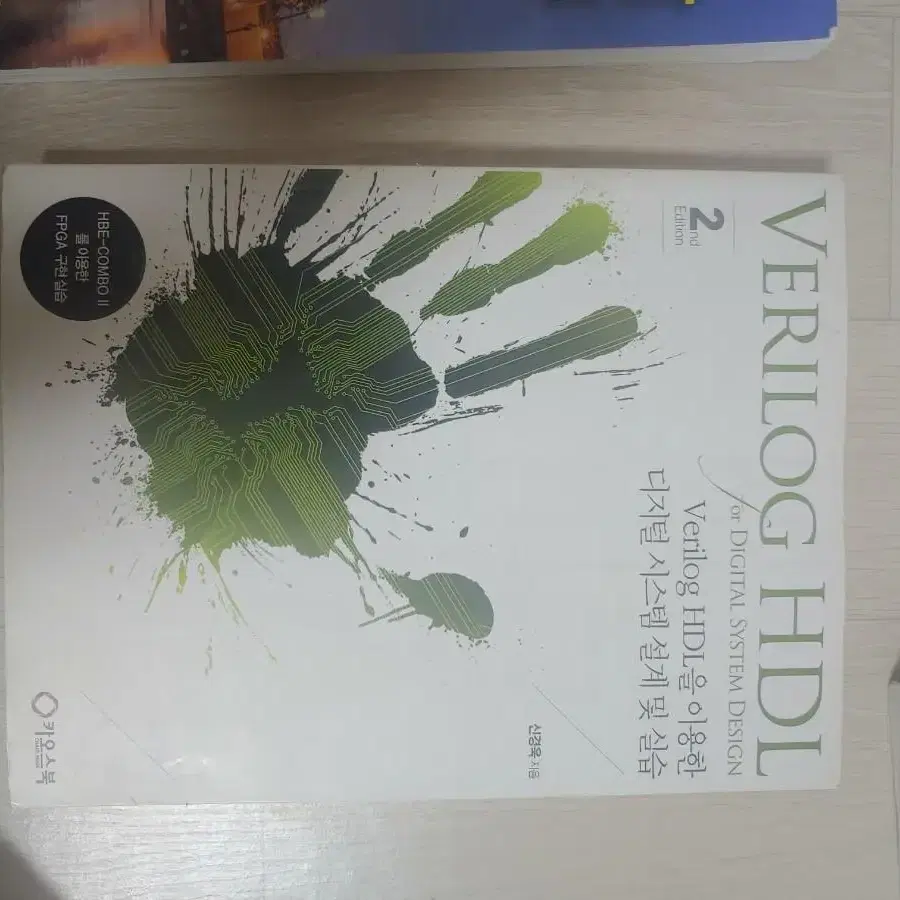 VERILOG HDL
for DIGITAL SYSTEM DESIGN
2nd
Edition
Verilog HDL을 이용한
디지털 시스템 설계 및 실습
신경욱 지음
HBE-COMBO II
를 이용한
FPGA 구현 실습
카오스북